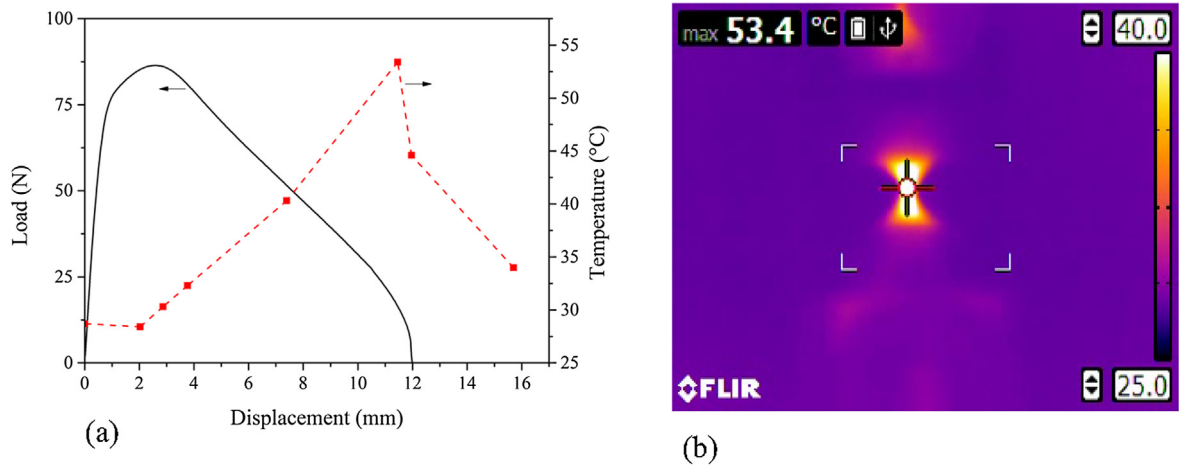 100
75
50
25
0
Load (N)
0 2 4 6 8 10 12 14 16
Displacement (mm)
55
50
45
40
35
30
25
Temperature (°C)
(a)
max 53.4 °C
40.0
FLIR
25.0
(b)